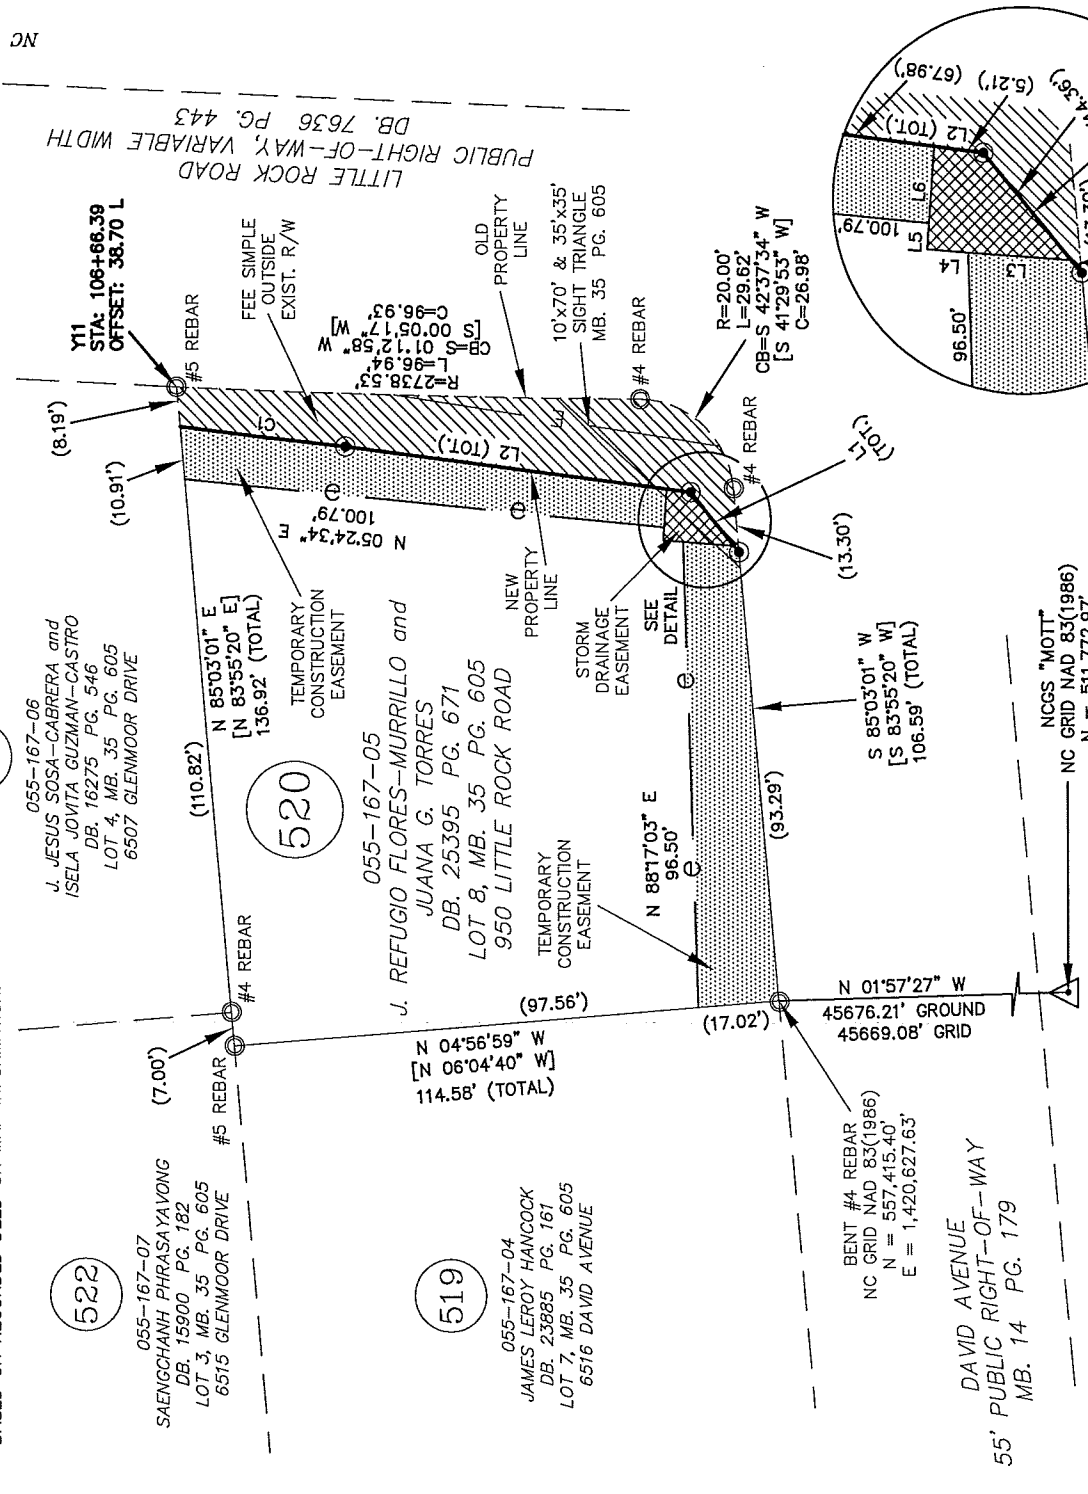 NC
LITTLE ROCK ROAD
PUBLIC RIGHT-OF-WAY, VARIABLE WIDTH
DB. 7636 PG. 443
Y11
STA: 106+66.39
OFFSET: 38.70 L
#5 REBAR
(8.19')
(10.91')
FEE SIMPLE
OUTSIDE
EXIST. R/W
OLD
PROPERTY
LINE
10'x70' & 35'x35'
SIGHT TRIANGLE
MB. 35 PG. 605
#4 REBAR
R=2738.53'
L=96.94'
CB=S 01°12'58" W
[S 00°05'17" W]
C=96.93'
R=20.00'
L=29.62'
CB=S 42°37'34" W
[S 41°29'53" W]
C=26.98'
C1
L2 (TOT.)
#4 REBAR
L1
(TOT.)
(13.30')
N 05°24'34" E
100.79'
TEMPORARY
CONSTRUCTION
EASEMENT
NEW
PROPERTY
LINE
STORM
DRAINAGE
EASEMENT
SEE
DETAIL
055-167-06
J. JESUS SOSA-CABRERA and
ISELA JOVITA GUZMAN-CASTRO
DB. 16275 PG. 546
LOT 4, MB. 35 PG. 605
6507 GLENMOOR DRIVE
N 85°03'01" E
[N 83°55'20" E]
136.92' (TOTAL)
(110.82')
520
055-167-05
J. REFUGIO FLORES-MURRILLO and
JUANA G. TORRES
DB. 25395 PG. 671
LOT 8, MB. 35 PG. 605
950 LITTLE ROCK ROAD
TEMPORARY
CONSTRUCTION
EASEMENT
N 88°17'03" E
96.50'
(93.29')
S 85°03'01" W
[S 83°55'20" W]
106.59' (TOTAL)
#4 REBAR
(7.00')
#5 REBAR
(97.56')
(17.02')
N 04°56'59" W
[N 06°04'40" W]
114.58' (TOTAL)
N 01°57'27" W
45676.21' GROUND
45669.08' GRID
NCGS "MOTT"
NC GRID NAD 83(1986)
BENT #4 REBAR
NC GRID NAD 83(1986)
N = 557,415.40'
E = 1,420,627.63'
522
055-167-07
SAENGCHANH PHRASAYAVONG
DB. 15900 PG. 182
LOT 3, MB. 35 PG. 605
6515 GLENMOOR DRIVE
519
055-167-04
JAMES LEROY HANCOCK
DB. 23885 PG. 161
LOT 7, MB. 35 PG. 605
6516 DAVID AVENUE
DAVID AVENUE
55' PUBLIC RIGHT-OF-WAY
MB. 14 PG. 179
(67.98')
(5.21')
L2 (TOT.)
100.79'
L6
L5
L4
L3
96.50'